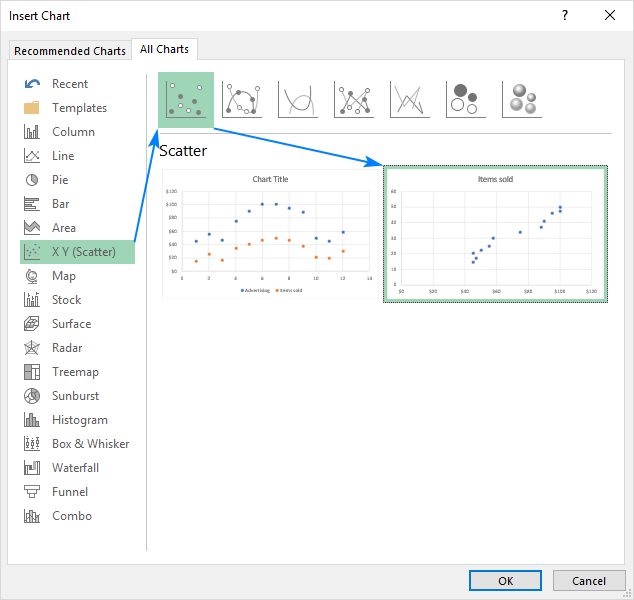 Insert Chart
?
Recommended Charts
All Charts
Recent
Templates
Column
Line
Pie
Bar
Area
X Y (Scatter)
Map
Stock
Surface
Radar
Treemap
Sunburst
Histogram
Box & Whisker
Waterfall
Funnel
Combo
Scatter
Chart Title
$120
$100
$80
$60
$40
$20
$0
0 2 4 6 8 10 12 14
Advertising Items sold
Items sold
60
50
40
30
20
10
0
$0 $20 $40 $60 $80 $100 $120
OK
Cancel